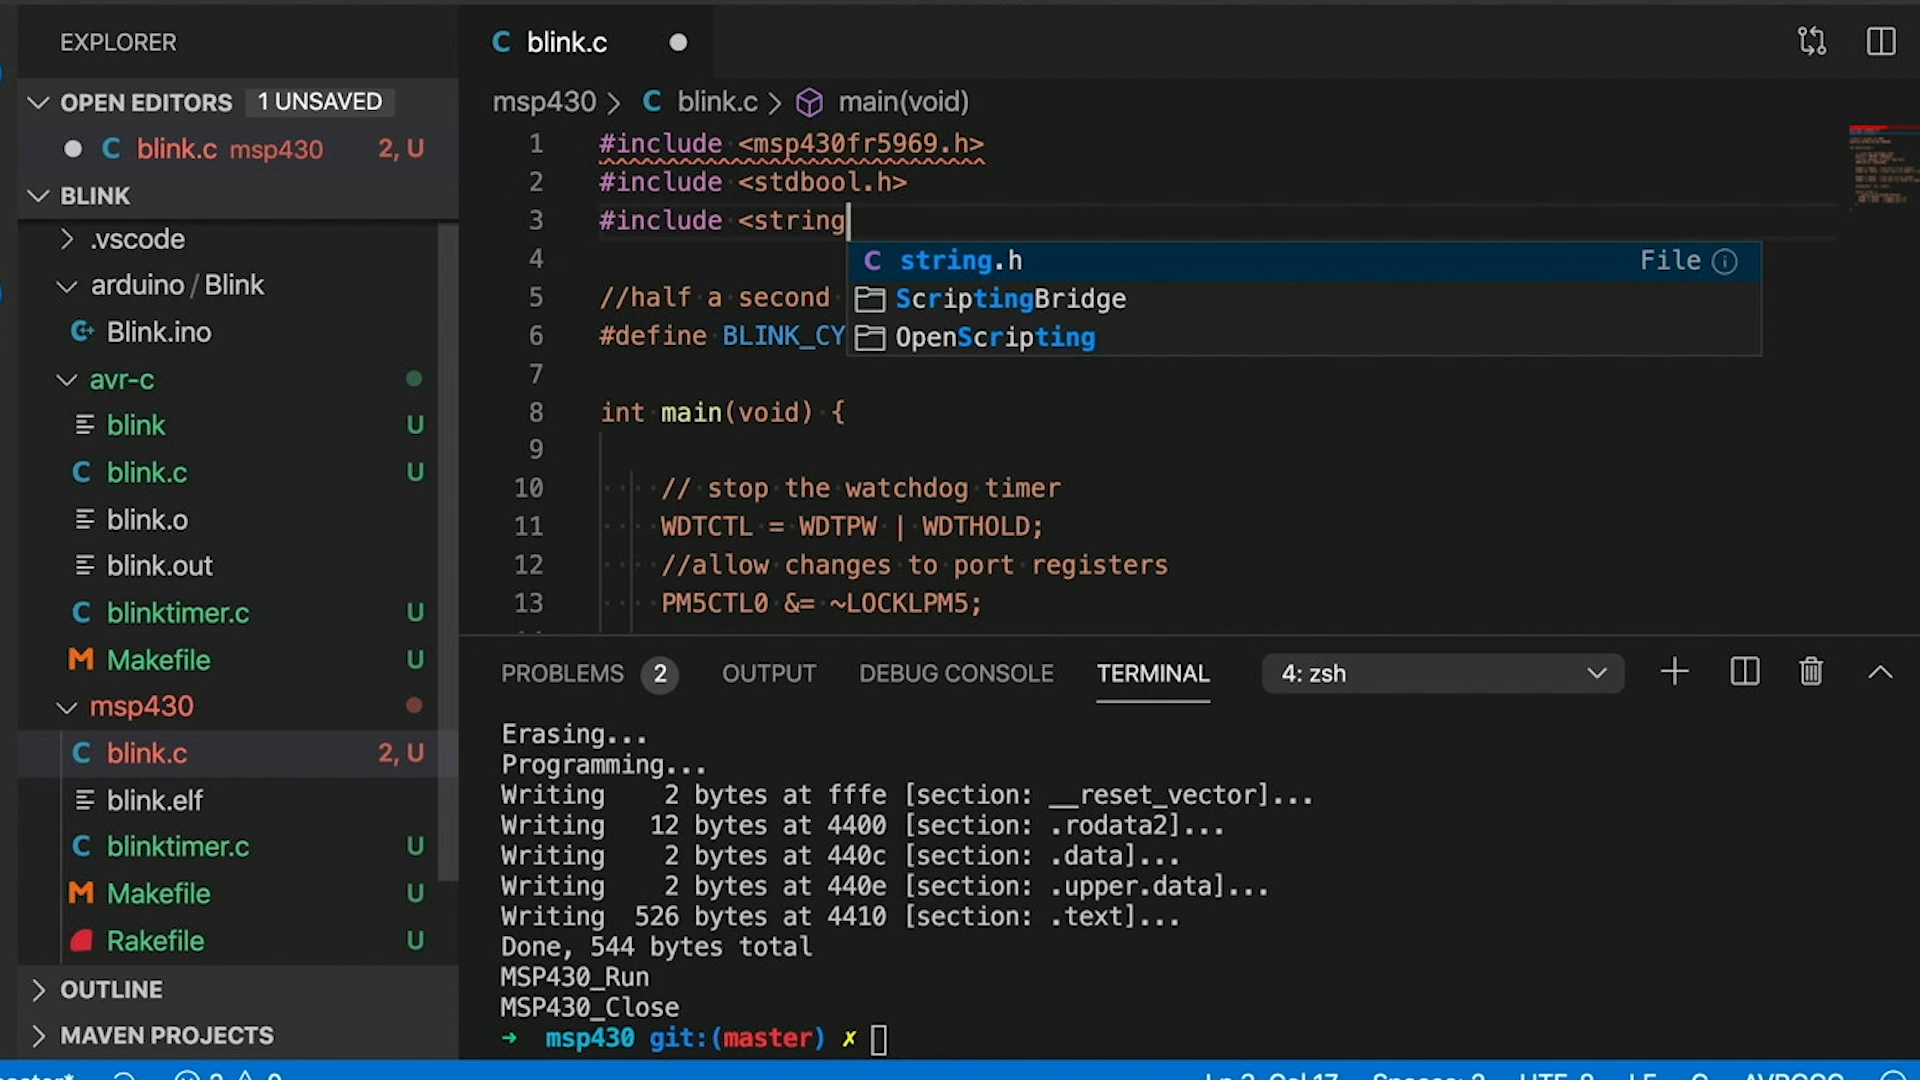 EXPLORER
OPEN EDITORS 1 UNSAVED
blink.c msp430 2, U
BLINK
.vscode
arduino / Blink
Blink.ino
avr-c
blink U
blink.c U
blink.o
blink.out
blinktimer.c U
Makefile U
msp430
blink.c 2, U
blink.elf
blinktimer.c U
Makefile U
Rakefile U
OUTLINE
MAVEN PROJECTS
blink.c
msp430 > C blink.c > main(void)
1 #include <msp430fr5969.h>
2 #include <stdbool.h>
3 #include <string
string.h File
ScriptingBridge
OpenScripting
4
5 //half a second
6 #define BLINK_CY
7
8 int main(void) {
9
10 // stop the watchdog timer
11 WDTCTL = WDTPW | WDTHOLD;
12 //allow changes to port registers
13 PM5CTL0 &= ~LOCKLPM5;
PROBLEMS 2 OUTPUT DEBUG CONSOLE TERMINAL 4: zsh
Erasing...
Programming...
Writing    2 bytes at fffe [section: __reset_vector]...
Writing   12 bytes at 4400 [section: .rodata2]...
Writing    2 bytes at 440c [section: .data]...
Writing    2 bytes at 440e [section: .upper.data]...
Writing  526 bytes at 4410 [section: .text]...
Done, 544 bytes total
MSP430_Run
MSP430_Close
→ msp430 git:(master) ✗